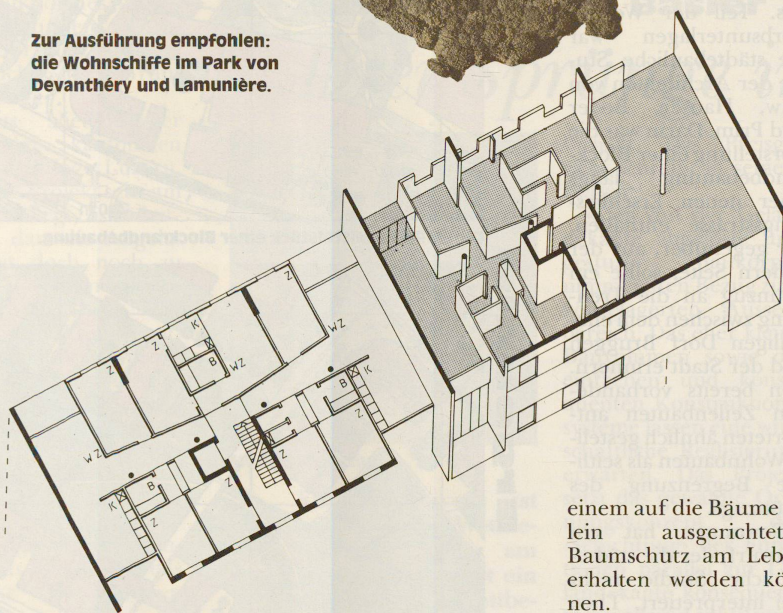 Zur Ausführung empfohlen:
die Wohnschiffe im Park von
Devanthéry und Lamunière.
Z
K
Z
Z
B
WZ
WZ
Z
B
K
WZ
B
Z
K
B
Z
Z
Z
einem auf die Bäume
lein ausgerichtet
Baumschutz am Leb
erhalten werden kö
nen.